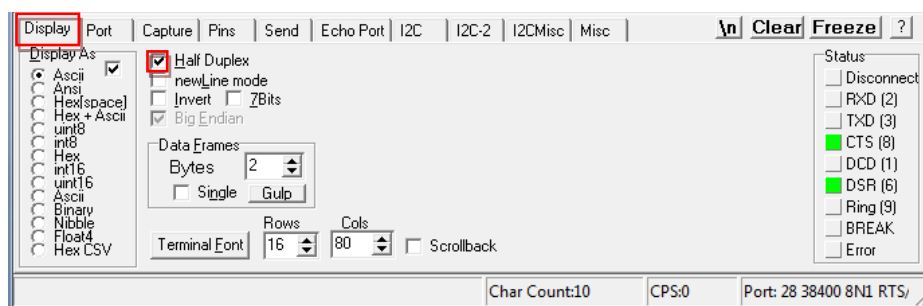 Display Port Capture Pins Send Echo Port I2C I2C-2 I2CMisc Misc \n Clear Freeze ?
Display As
Ascii
Ansi
Hex[space]
Hex + Ascii
uint8
int8
Hex
int16
uint16
Ascii
Binary
Nibble
Float4
Hex CSV
Half Duplex
newLine mode
Invert 7Bits
Big Endian
Data Frames
Bytes 2
Single Gulp
Rows Cols
Terminal Font 16 80 Scrollback
Status
Disconnect
RXD (2)
TXD (3)
CTS (8)
DCD (1)
DSR (6)
Ring (9)
BREAK
Error
Char Count:10 CPS:0 Port: 28 38400 8N1 RTS/